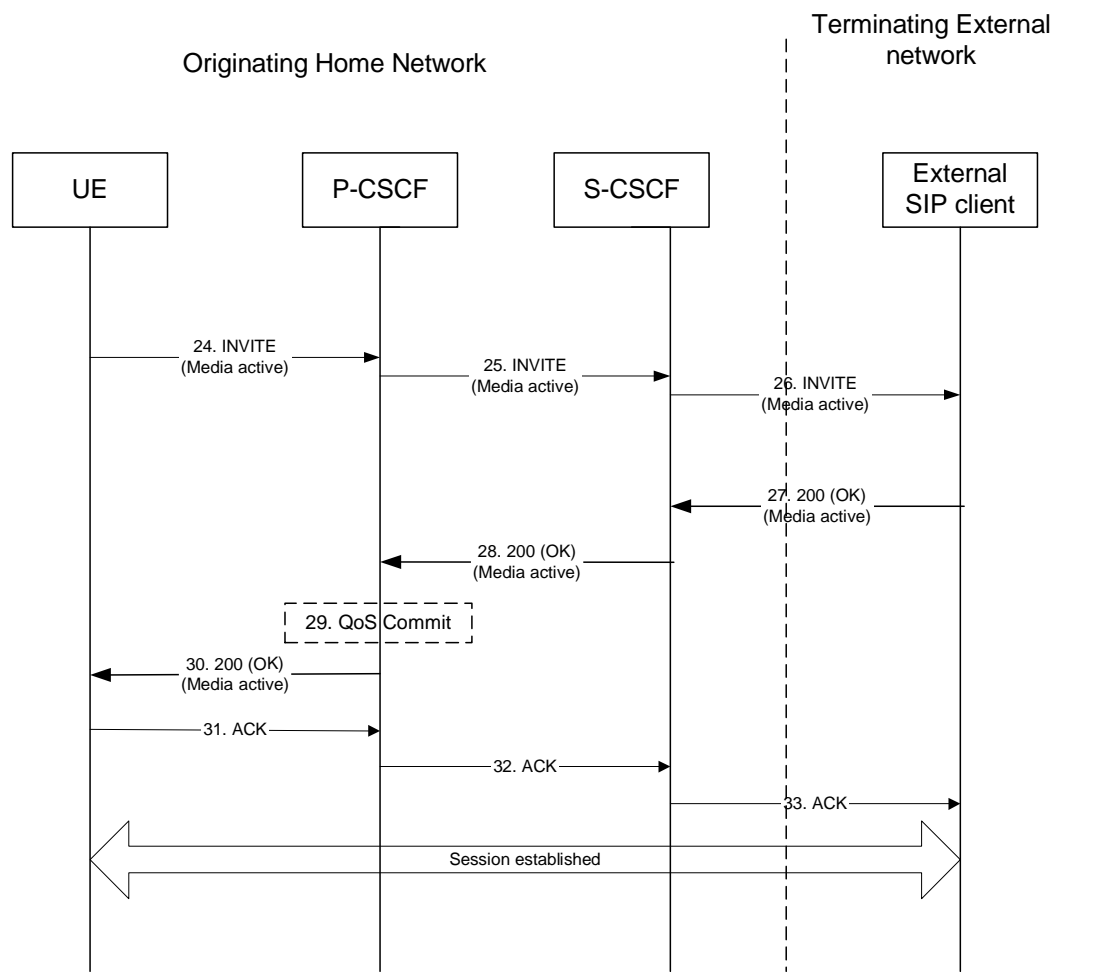 Terminating External
network
Originating Home Network
UE
P-CSCF
S-CSCF
External
SIP client
24. INVITE
(Media active)
25. INVITE
(Media active)
26. INVITE
(Media active)
27. 200 (OK)
(Media active)
28. 200 (OK)
(Media active)
29. QoS Commit
30. 200 (OK)
(Media active)
31. ACK
32. ACK
33. ACK
Session established